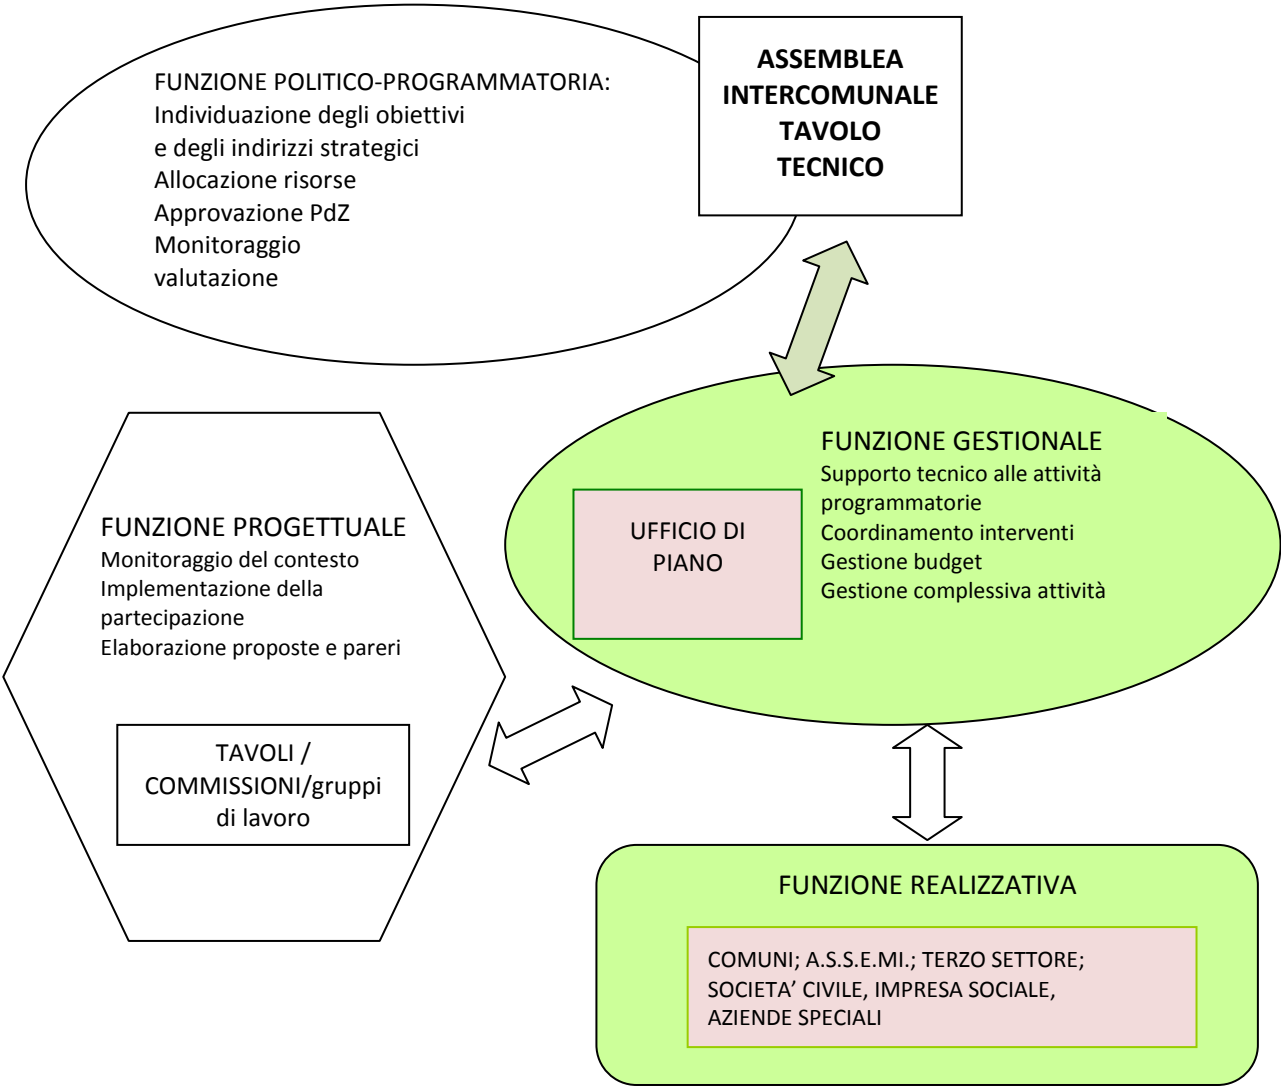 FUNZIONE POLITICO-PROGRAMMATORIA:
Individuazione degli obiettivi
e degli indirizzi strategici
Allocazione risorse
Approvazione PdZ
Monitoraggio
valutazione
ASSEMBLEA
INTERCOMUNALE
TAVOLO
TECNICO
FUNZIONE GESTIONALE
Supporto tecnico alle attività
programmatorie
Coordinamento interventi
Gestione budget
Gestione complessiva attività
UFFICIO DI
PIANO
FUNZIONE PROGETTUALE
Monitoraggio del contesto
Implementazione della
partecipazione
Elaborazione proposte e pareri
TAVOLI /
COMMISSIONI/gruppi
di lavoro
FUNZIONE REALIZZATIVA
COMUNI; A.S.S.E.MI.; TERZO SETTORE;
SOCIETA’ CIVILE, IMPRESA SOCIALE,
AZIENDE SPECIALI